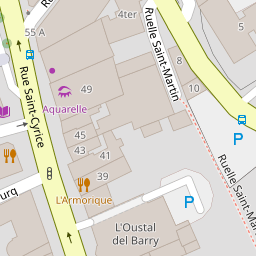 4ter
55 A
Ruelle Saint-Martin
49
8
10
Aquarelle
5
Rue Saint-Cyrice
45
43
41
P
39
Ruelle Saint-Martin
ourq
L'Armorique
P
L'Oustal
del Barry